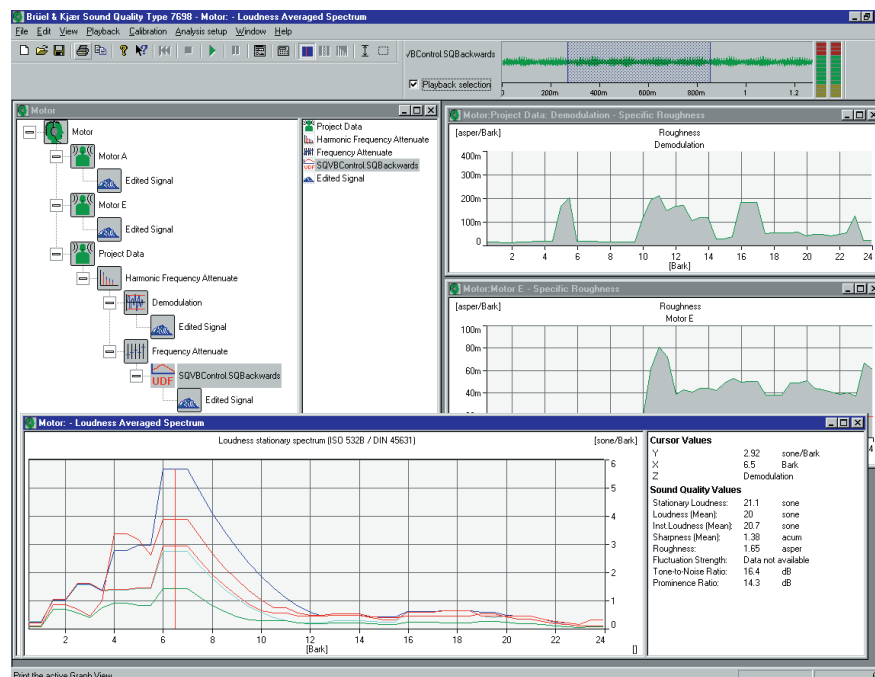 Brüel & Kjær Sound Quality Type 7698 - Motor: - Loudness Averaged Spectrum
File Edit View Playback Calibration Analysis setup Window Help
/BControl.SQBackwards
Playback selection
200m 400m 600m 800m 1 1.2
Motor
Motor
Motor A
Edited Signal
Motor E
Edited Signal
Project Data
Harmonic Frequency Attenuate
Demodulation
Edited Signal
Frequency Attenuate
UDF SQVBControl.SQBackwards
Edited Signal
Project Data
Harmonic Frequency Attenuate
Frequency Attenuate
UDF SQVBControl.SQBackwards
Edited Signal
Motor:Project Data: Demodulation - Specific Roughness
[asper/Bark] Roughness
Demodulation
400m
300m
200m
100m
0
2 4 6 8 10 12 14 16 18 20 22 24
[Bark]
Motor:Motor E - Specific Roughness
[asper/Bark] Roughness
Motor E
100m
80m
60m
40m
Motor: - Loudness Averaged Spectrum
Loudness stationary spectrum (ISO 532B / DIN 45631) [sone/Bark]
6
5
4
3
2
1
0
2 4 6 8 10 12 14 16 18 20 22 24
[Bark] []
Cursor Values
Y 2.92 sone/Bark
X 6.5 Bark
Z Demodulation
Sound Quality Values
Stationary Loudness: 21.1 sone
Loudness (Mean): 20 sone
Inst.Loudness (Mean): 20.7 sone
Sharpness (Mean): 1.38 acum
Roughness: 1.65 asper
Fluctuation Strength: Data not available
Tone-to-Noise Ratio: 16.4 dB
Prominence Ratio: 14.3 dB
Print the active Graph View